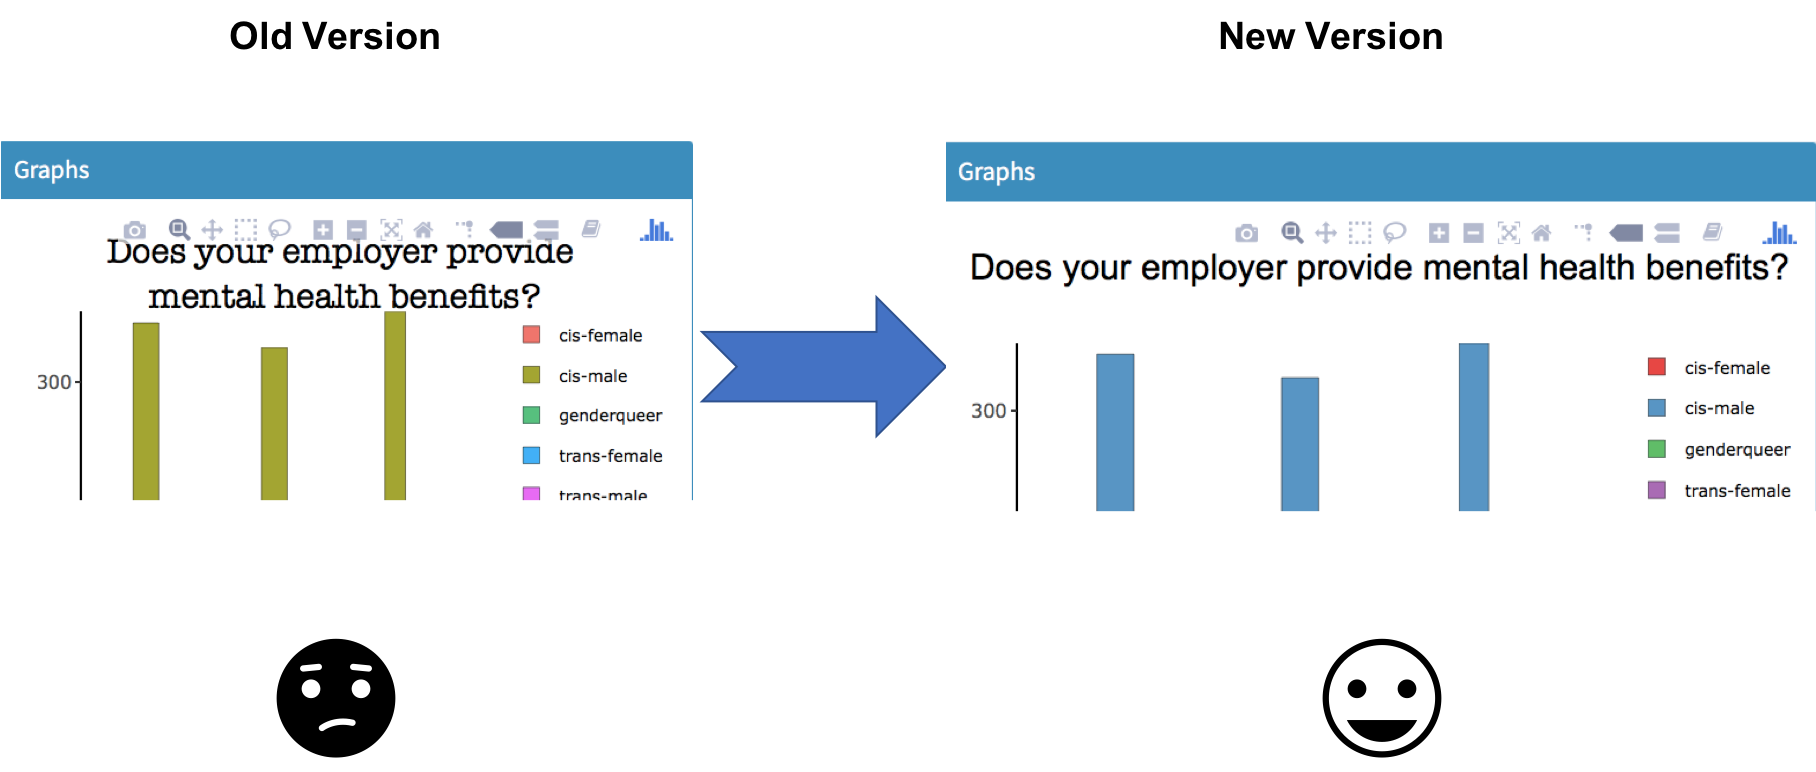 Old Version
New Version
Graphs
Does your employer provide
mental health benefits?
300
cis-female
cis-male
genderqueer
trans-female
trans-male
Graphs
Does your employer provide mental health benefits?
300
cis-female
cis-male
genderqueer
trans-female